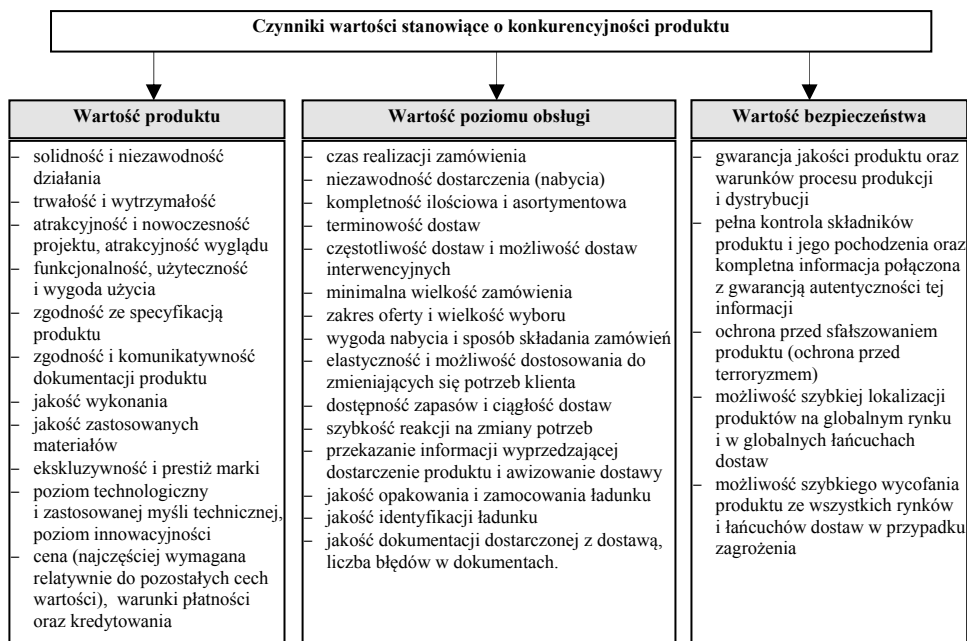 Czynniki wartości stanowiące o konkurencyjności produktu
Wartość produktu
– solidność i niezawodność
działania
– trwałość i wytrzymałość
– atrakcyjność i nowoczesność
projektu, atrakcyjność wyglądu
– funkcjonalność, użyteczność
i wygoda użycia
– zgodność ze specyfikacją
produktu
– zgodność i komunikatywność
dokumentacji produktu
– jakość wykonania
– jakość zastosowanych
materiałów
– ekskluzywność i prestiż marki
– poziom technologiczny
i zastosowanej myśli technicznej,
poziom innowacyjności
– cena (najczęściej wymagana
relatywnie do pozostałych cech
wartości), warunki płatności
oraz kredytowania
Wartość poziomu obsługi
– czas realizacji zamówienia
– niezawodność dostarczenia (nabycia)
– kompletność ilościowa i asortymentowa
– terminowość dostaw
– częstotliwość dostaw i możliwość dostaw
interwencyjnych
– minimalna wielkość zamówienia
– zakres oferty i wielkość wyboru
– wygoda nabycia i sposób składania zamówień
– elastyczność i możliwość dostosowania do
zmieniających się potrzeb klienta
– dostępność zapasów i ciągłość dostaw
– szybkość reakcji na zmiany potrzeb
– przekazanie informacji wyprzedzającej
dostarczenie produktu i awizowanie dostawy
– jakość opakowania i zamocowania ładunku
– jakość identyfikacji ładunku
– jakość dokumentacji dostarczonej z dostawą,
liczba błędów w dokumentach.
Wartość bezpieczeństwa
– gwarancja jakości produktu oraz
warunków procesu produkcji
i dystrybucji
– pełna kontrola składników
produktu i jego pochodzenia oraz
kompletna informacja połączona
z gwarancją autentyczności tej
informacji
– ochrona przed sfałszowaniem
produktu (ochrona przed
terroryzmem)
– możliwość szybkiej lokalizacji
produktów na globalnym rynku
i w globalnych łańcuchach
dostaw
– możliwość szybkiego wycofania
produktu ze wszystkich rynków
i łańcuchów dostaw w przypadku
zagrożenia